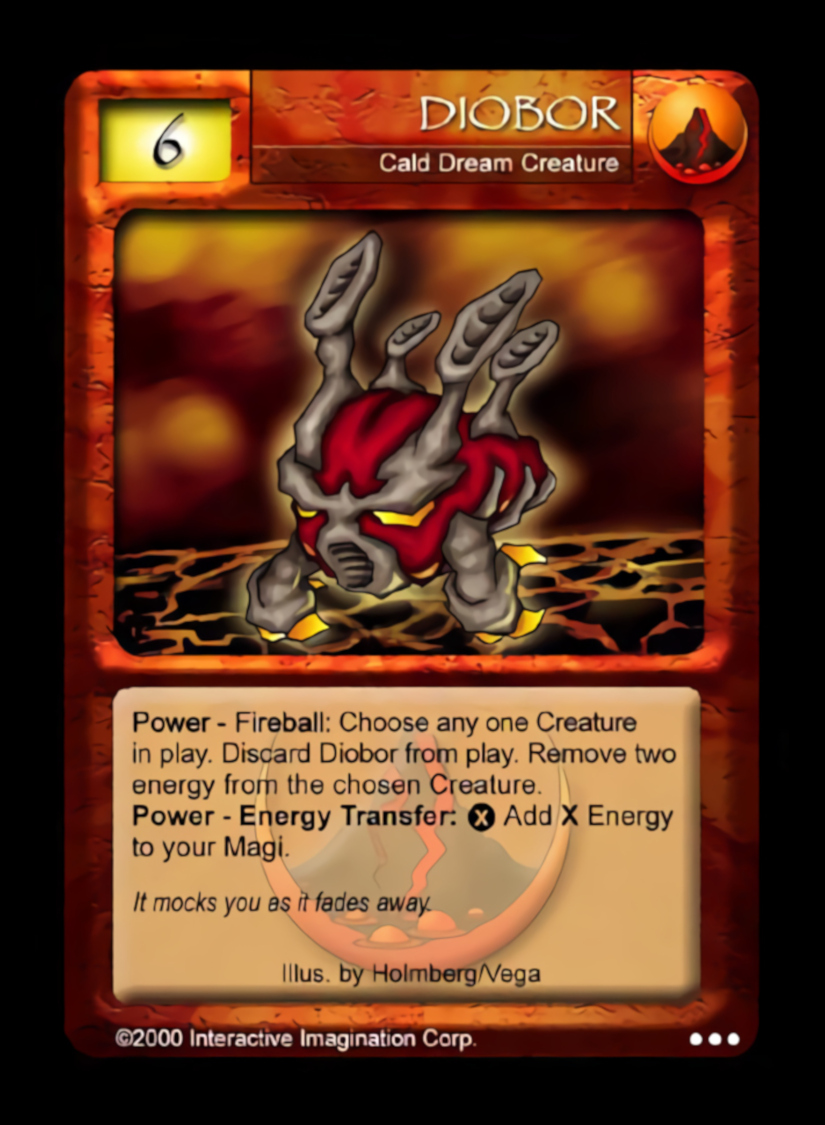 6
DIOBOR
Cald Dream Creature
Power - Fireball: Choose any one Creature
in play. Discard Diobor from play. Remove two
energy from the chosen Creature.
Power - Energy Transfer: X Add X Energy
to your Magi.
It mocks you as it fades away.
Illus. by Holmberg/Vega
©2000 Interactive Imagination Corp.